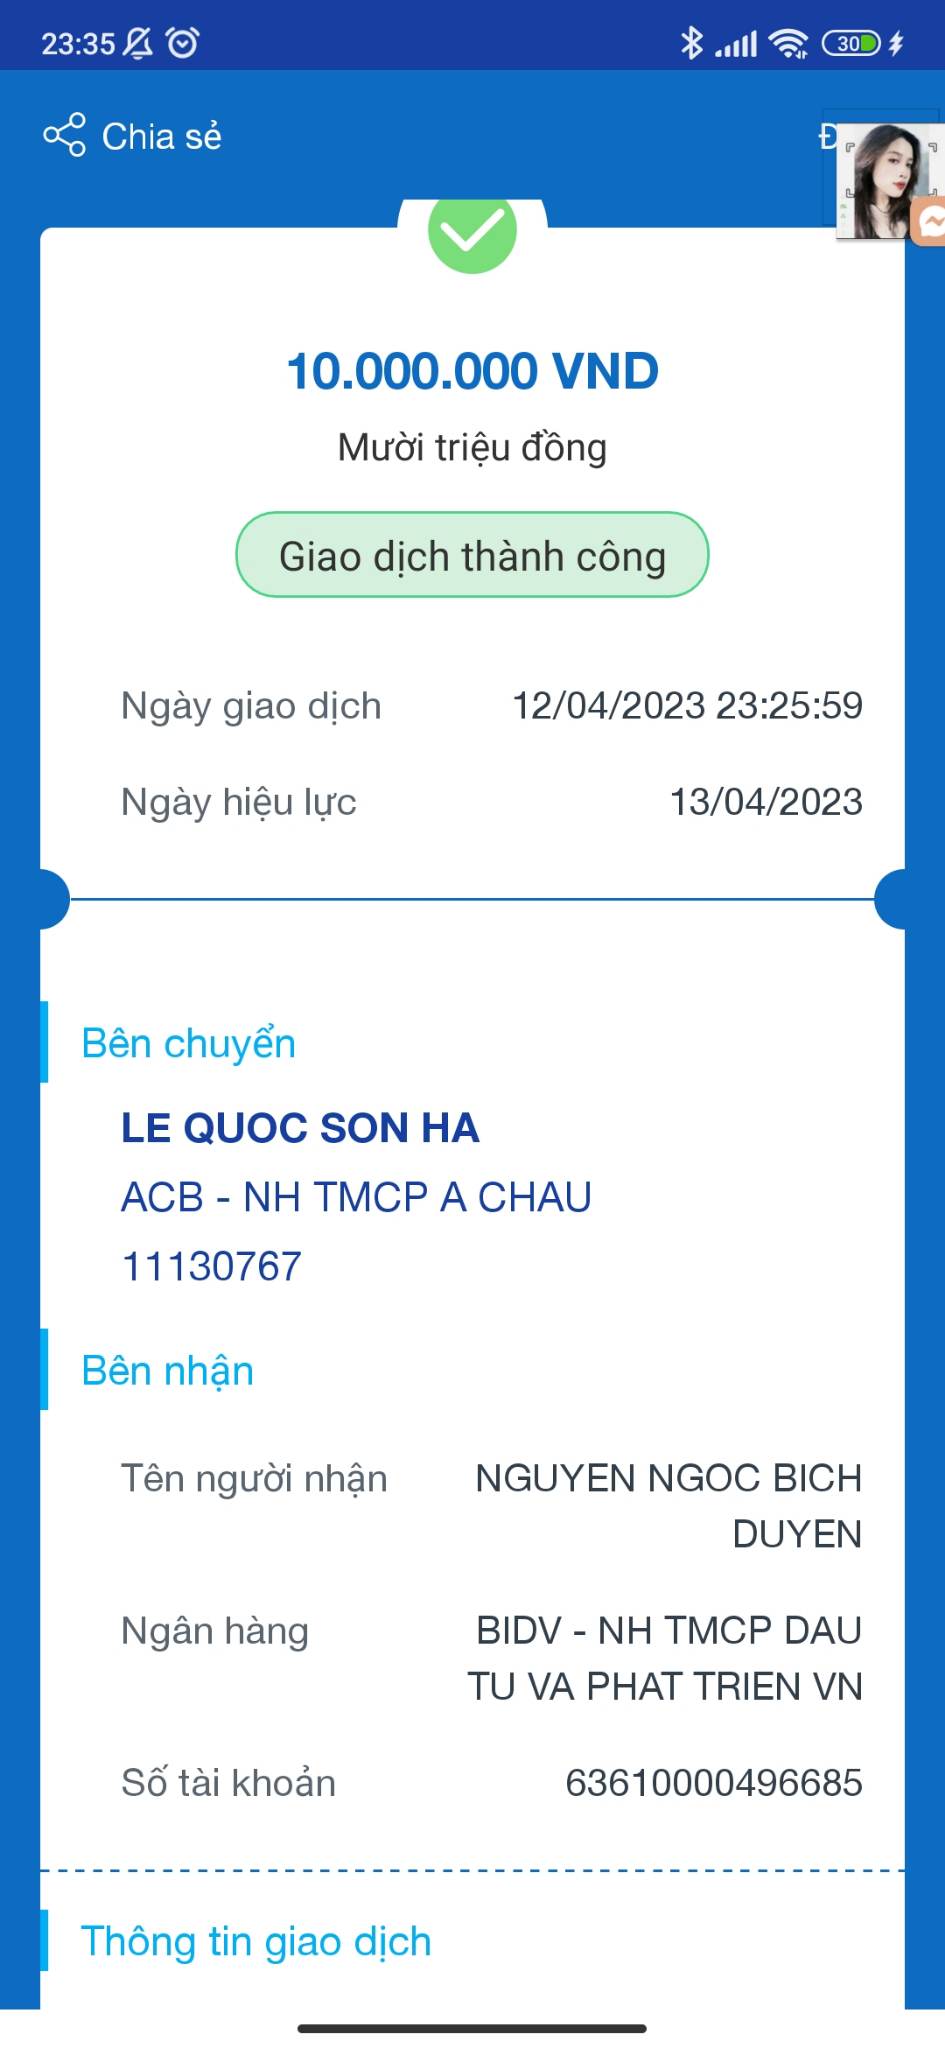 23:35
30
Chia sẻ
10.000.000 VND
Mười triệu đồng
Giao dịch thành công
Ngày giao dịch 12/04/2023 23:25:59
Ngày hiệu lực 13/04/2023
Bên chuyển
LE QUOC SON HA
ACB - NH TMCP A CHAU
11130767
Bên nhận
Tên người nhận NGUYEN NGOC BICH
DUYEN
Ngân hàng BIDV - NH TMCP DAU
TU VA PHAT TRIEN VN
Số tài khoản 63610000496685
Thông tin giao dịch